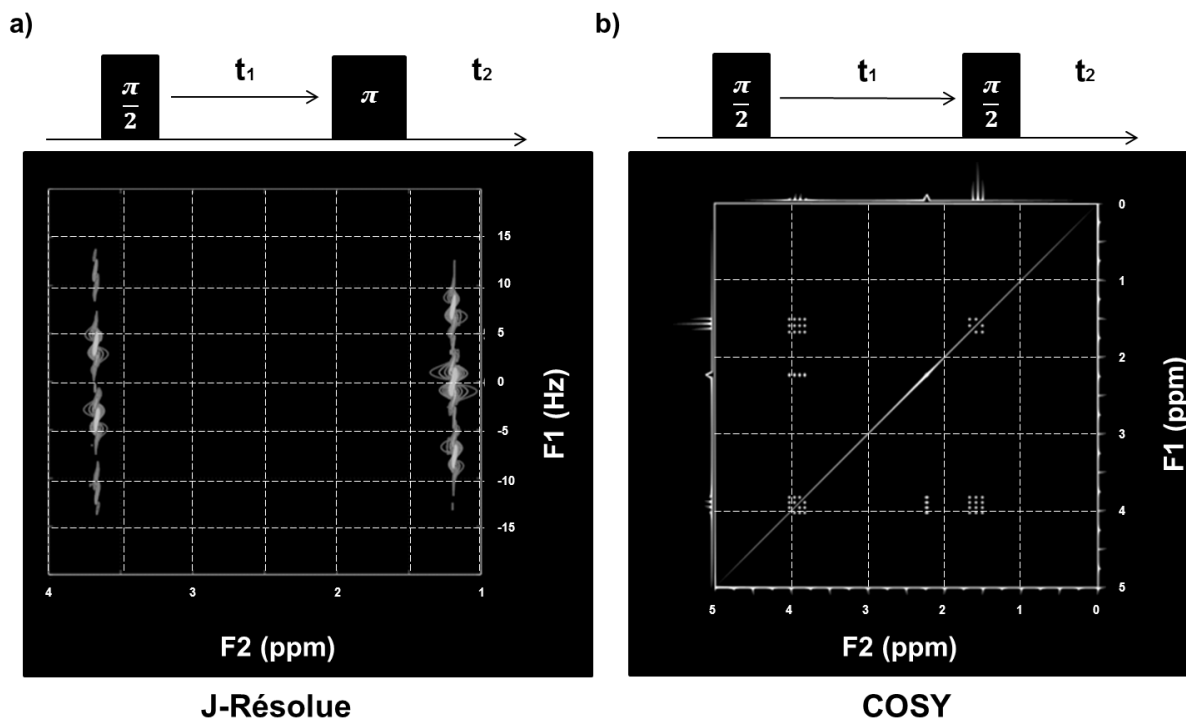 a)
π/2
t1
π
t2
15
10
5
0
-5
-10
-15
F1 (Hz)
4
3
2
1
F2 (ppm)
J-Résolue
b)
π/2
t1
π/2
t2
0
1
2
3
4
5
F1 (ppm)
5
4
3
2
1
0
F2 (ppm)
COSY